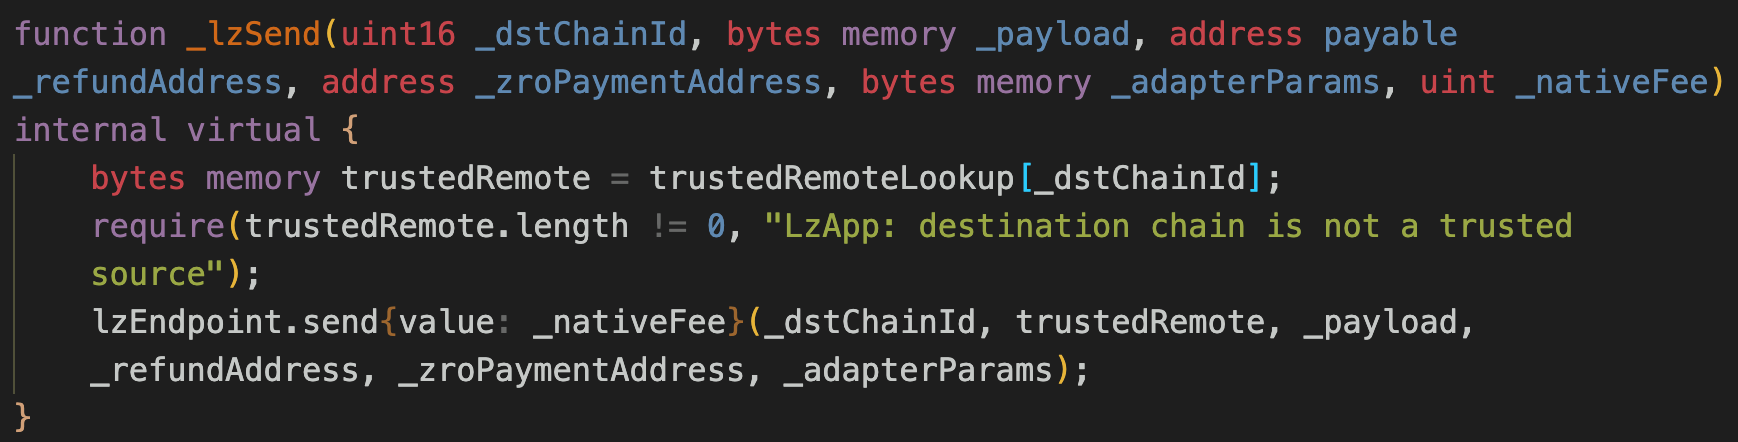 function _lzSend(uint16 _dstChainId, bytes memory _payload, address payable
_refundAddress, address _zroPaymentAddress, bytes memory _adapterParams, uint _nativeFee)
internal virtual {
    bytes memory trustedRemote = trustedRemoteLookup[_dstChainId];
    require(trustedRemote.length != 0, "LzApp: destination chain is not a trusted
    source");
    lzEndpoint.send{value: _nativeFee}(_dstChainId, trustedRemote, _payload,
    _refundAddress, _zroPaymentAddress, _adapterParams);
}